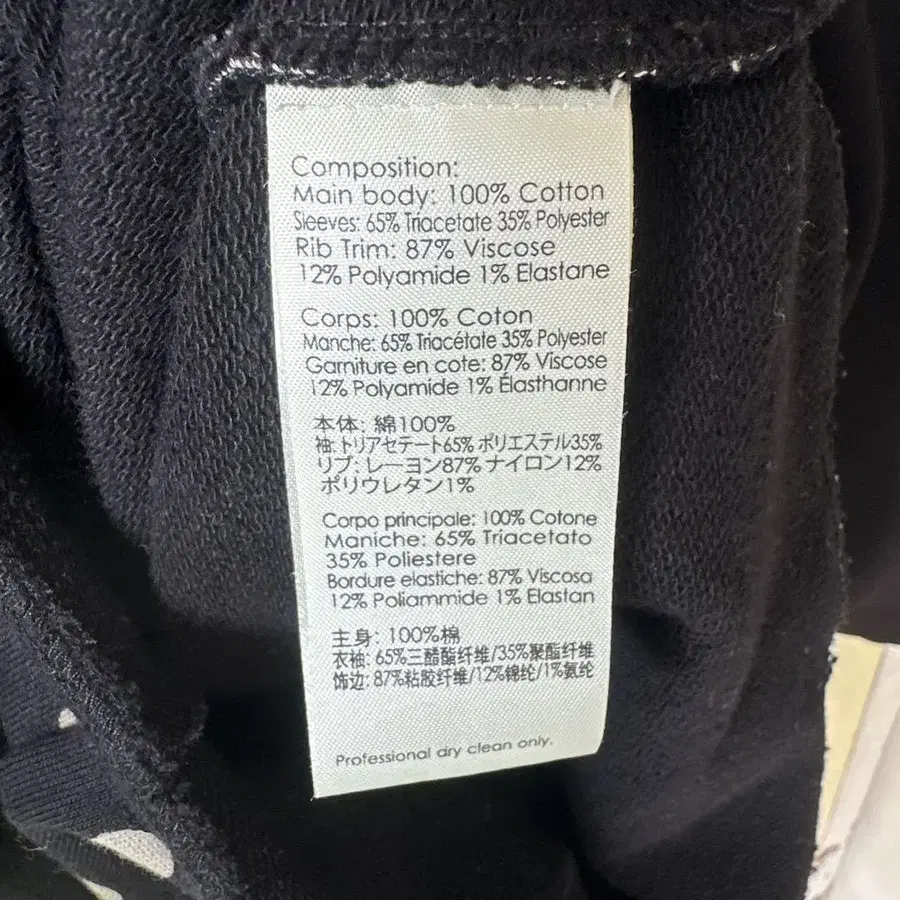 Composition:
Main body: 100% Cotton
Sleeves: 65% Triacetate 35% Polyester
Rib Trim: 87% Viscose
12% Polyamide 1% Elastane
Corps: 100% Coton
Manche: 65% Triacétate 35% Polyester
Garniture en cote: 87% Viscose
12% Polyamide 1% Élasthanne
本体: 綿100%
袖:トリアセテート65% ポリエステル35%
リブ: レーヨン87% ナイロン12%
ポリウレタン1%
Corpo principale: 100% Cotone
Maniche: 65% Triacetato
35% Poliestere
Bordure elastiche: 87% Viscosa
12% Poliammide 1% Elastan
主身: 100%棉
衣袖: 65%三醋酯纤维/35%聚酯纤维
饰边: 87%粘胶纤维/12%锦纶/1%氨纶
Professional dry clean only.